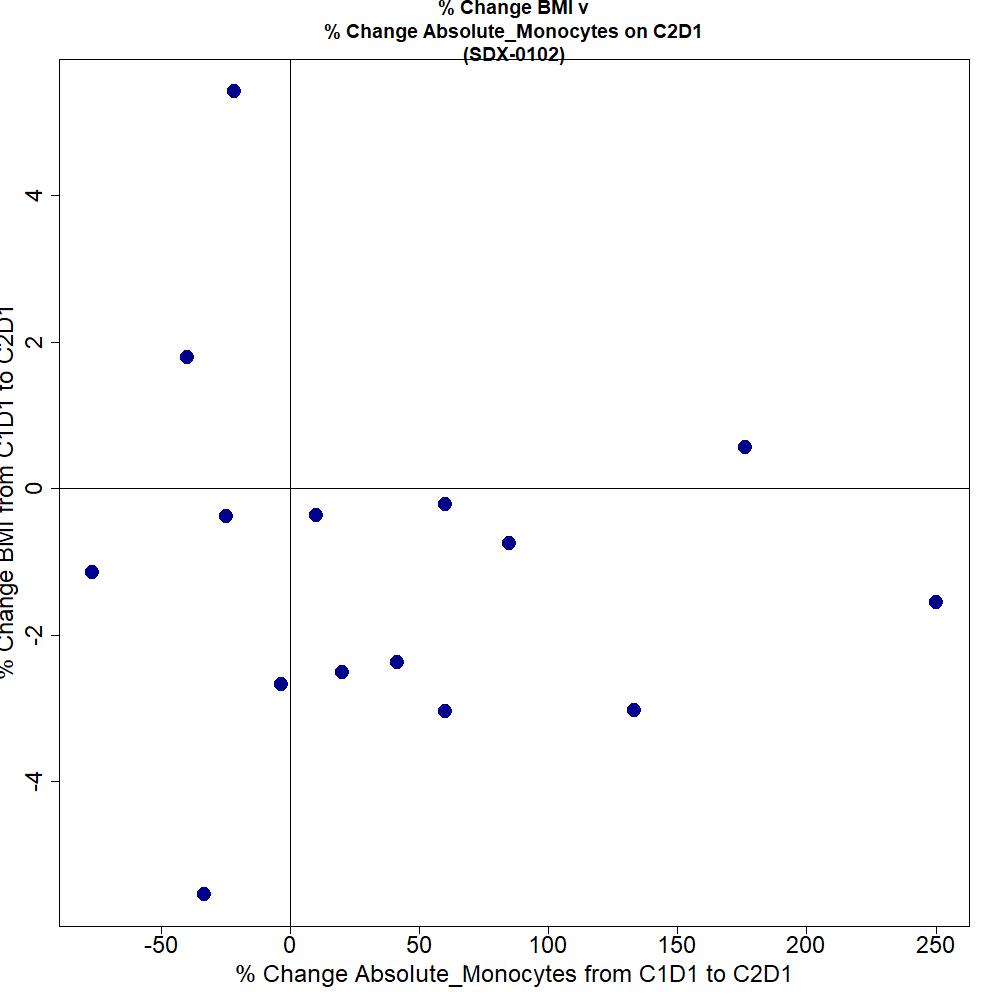 % Change BMI v
% Change Absolute_Monocytes on C2D1
(SDX-0102)
% Change BMI from C1D1 to C2D1
4
2
0
-2
-4
-50
0
50
100
150
200
250
% Change Absolute_Monocytes from C1D1 to C2D1